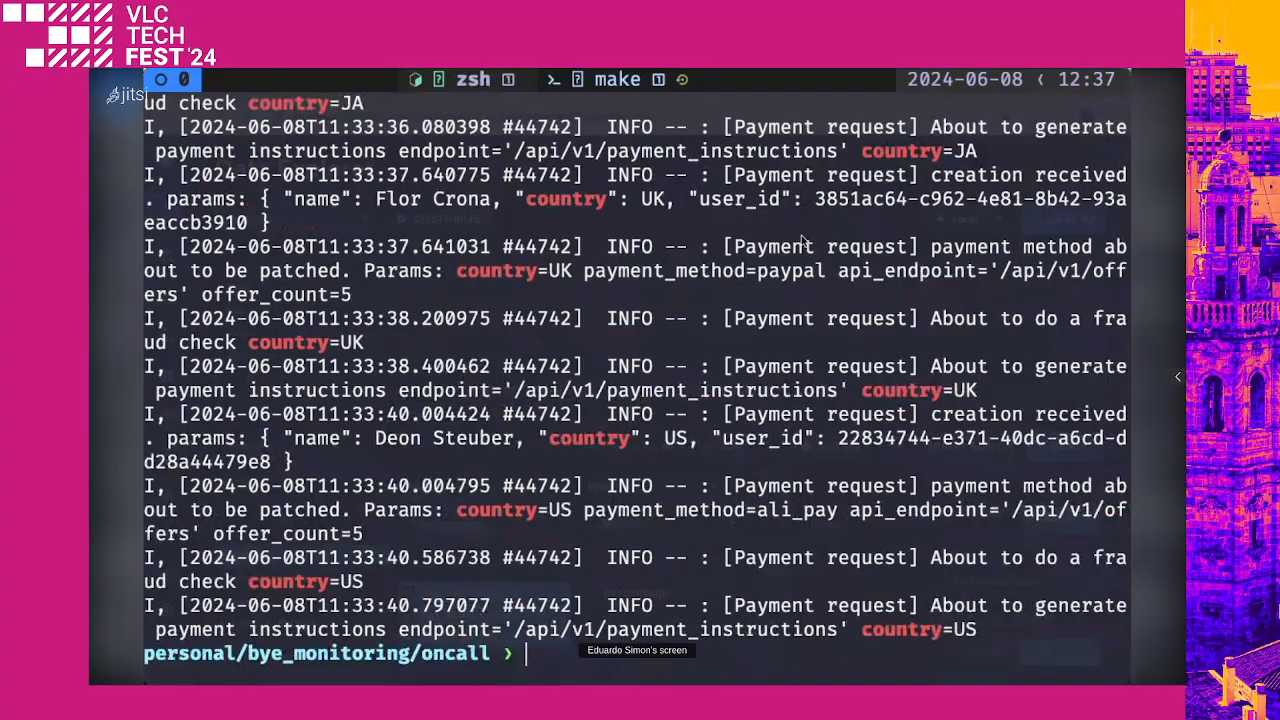 VLC
TECH
FEST '24
jitsi
0
zsh
make
2024-06-08 ‹ 12:37
ud check country=JA
I, [2024-06-08T11:33:36.080398 #44742]  INFO -- : [Payment request] About to generate
payment instructions endpoint='/api/v1/payment_instructions' country=JA
I, [2024-06-08T11:33:37.640775 #44742]  INFO -- : [Payment request] creation received
. params: { "name": Flor Crona, "country": UK, "user_id": 3851ac64-c962-4e81-8b42-93a
eaccb3910 }
I, [2024-06-08T11:33:37.641031 #44742]  INFO -- : [Payment request] payment method ab
out to be patched. Params: country=UK payment_method=paypal api_endpoint='/api/v1/off
ers' offer_count=5
I, [2024-06-08T11:33:38.200975 #44742]  INFO -- : [Payment request] About to do a fra
ud check country=UK
I, [2024-06-08T11:33:38.400462 #44742]  INFO -- : [Payment request] About to generate
payment instructions endpoint='/api/v1/payment_instructions' country=UK
I, [2024-06-08T11:33:40.004424 #44742]  INFO -- : [Payment request] creation received
. params: { "name": Deon Steuber, "country": US, "user_id": 22834744-e371-40dc-a6cd-d
d28a44479e8 }
I, [2024-06-08T11:33:40.004795 #44742]  INFO -- : [Payment request] payment method ab
out to be patched. Params: country=US payment_method=ali_pay api_endpoint='/api/v1/of
fers' offer_count=5
I, [2024-06-08T11:33:40.586738 #44742]  INFO -- : [Payment request] About to do a fra
ud check country=US
I, [2024-06-08T11:33:40.797077 #44742]  INFO -- : [Payment request] About to generate
payment instructions endpoint='/api/v1/payment_instructions' country=US
personal/bye_monitoring/oncall ›
Eduardo Simon's screen